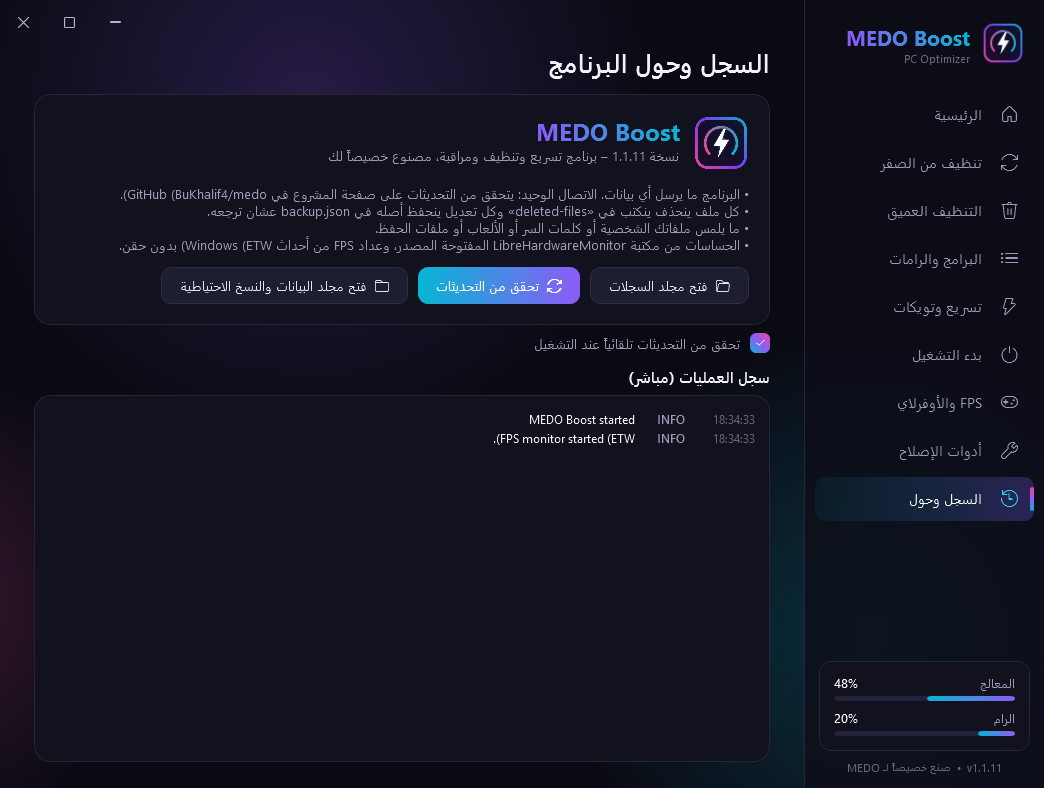 MEDO Boost
PC Optimizer
الرئيسية
تنظيف من الصفر
التنظيف العميق
البرامج والرامات
تسريع وتويكات
بدء التشغيل
FPS والأوفرلاي
أدوات الإصلاح
السجل وحول
المعالج 48%
الرام 20%
v1.1.11 • صنع خصيصاً لـ MEDO
السجل وحول البرنامج
MEDO Boost
نسخة 1.1.11 – برنامج تسريع وتنظيف ومراقبة، مصنوع خصيصاً لك
• البرنامج ما يرسل أي بيانات. الاتصال الوحيد: يتحقق من التحديثات على صفحة المشروع في GitHub (BuKhalif4/medo).
• كل ملف ينحذف ينكتب في «deleted-files» وكل تعديل ينحفظ أصله في backup.json عشان ترجعه.
• ما يلمس ملفاتك الشخصية أو كلمات السر أو الألعاب أو ملفات الحفظ.
• الحساسات من مكتبة LibreHardwareMonitor المفتوحة المصدر، وعداد FPS من أحداث Windows (ETW) بدون حقن.
فتح مجلد السجلات
تحقق من التحديثات
فتح مجلد البيانات والنسخ الاحتياطية
تحقق من التحديثات تلقائياً عند التشغيل
سجل العمليات (مباشر)
18:34:33 INFO MEDO Boost started
18:34:33 INFO FPS monitor started (ETW).